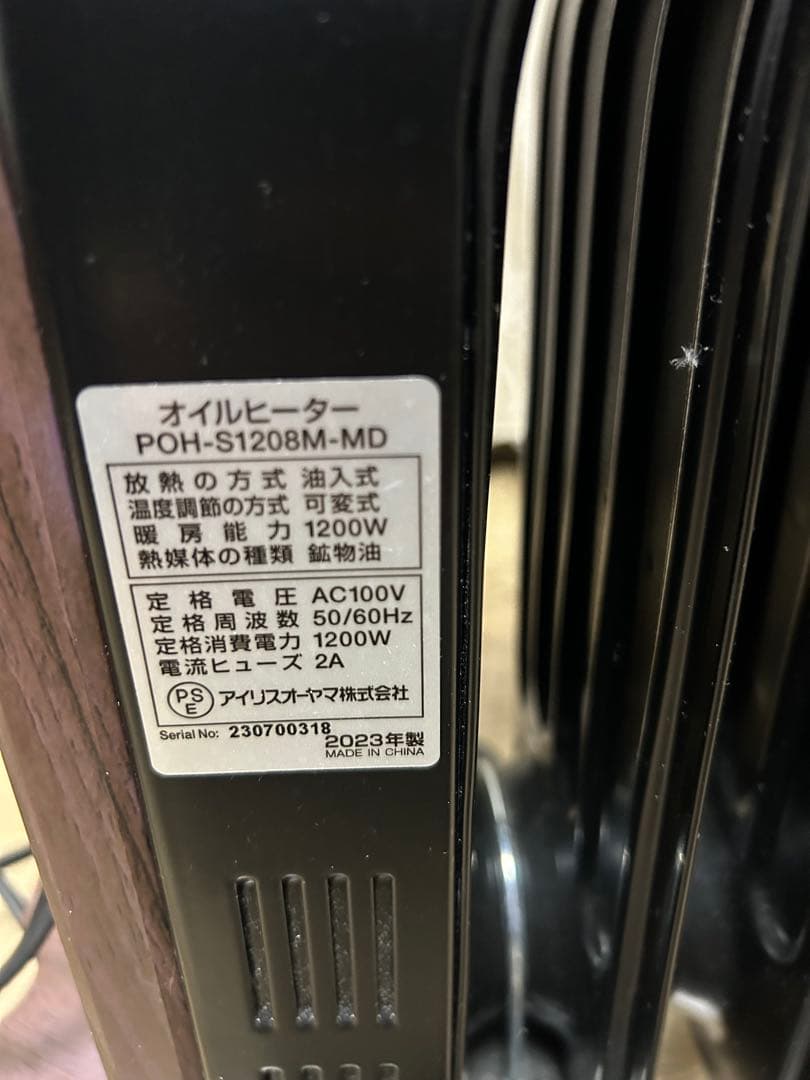 オイルヒーター
POH-S1208M-MD
放熱の方式 油入式
温度調節の方式 可変式
暖房能力 1200W
熱媒体の種類 鉱物油
定格電圧 AC100V
定格周波数 50/60Hz
定格消費電力 1200W
電流ヒューズ 2A
PSE アイリスオーヤマ株式会社
Serial No: 230700318
2023年製
MADE IN CHINA